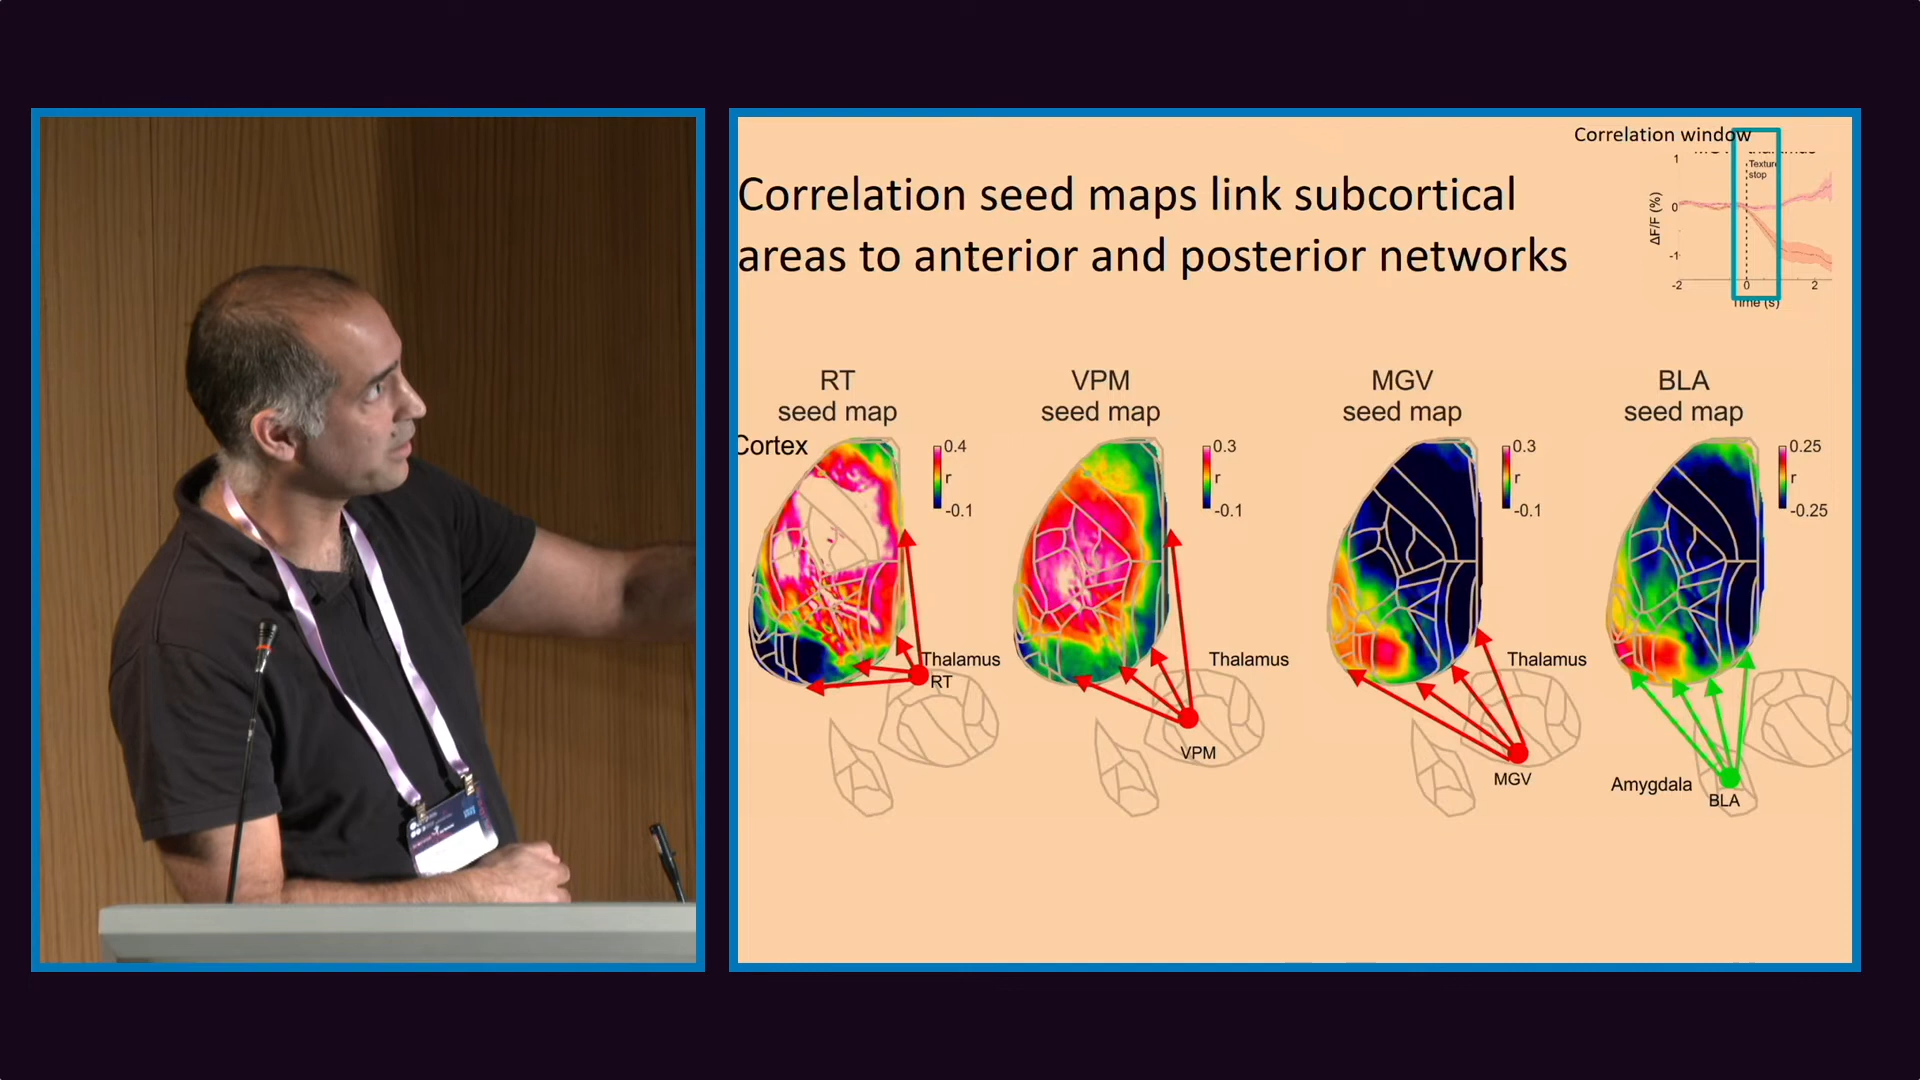 Correlation window
Correlation seed maps link subcortical
areas to anterior and posterior networks
1
0
-1
ΔF/F (%)
Texture
stop
-2
0
2
Time (s)
RT
seed map
VPM
seed map
MGV
seed map
BLA
seed map
Cortex
0.4
r
-0.1
0.3
r
-0.1
0.3
r
-0.1
0.25
r
-0.25
Thalamus
RT
Thalamus
VPM
Thalamus
MGV
Amygdala
BLA